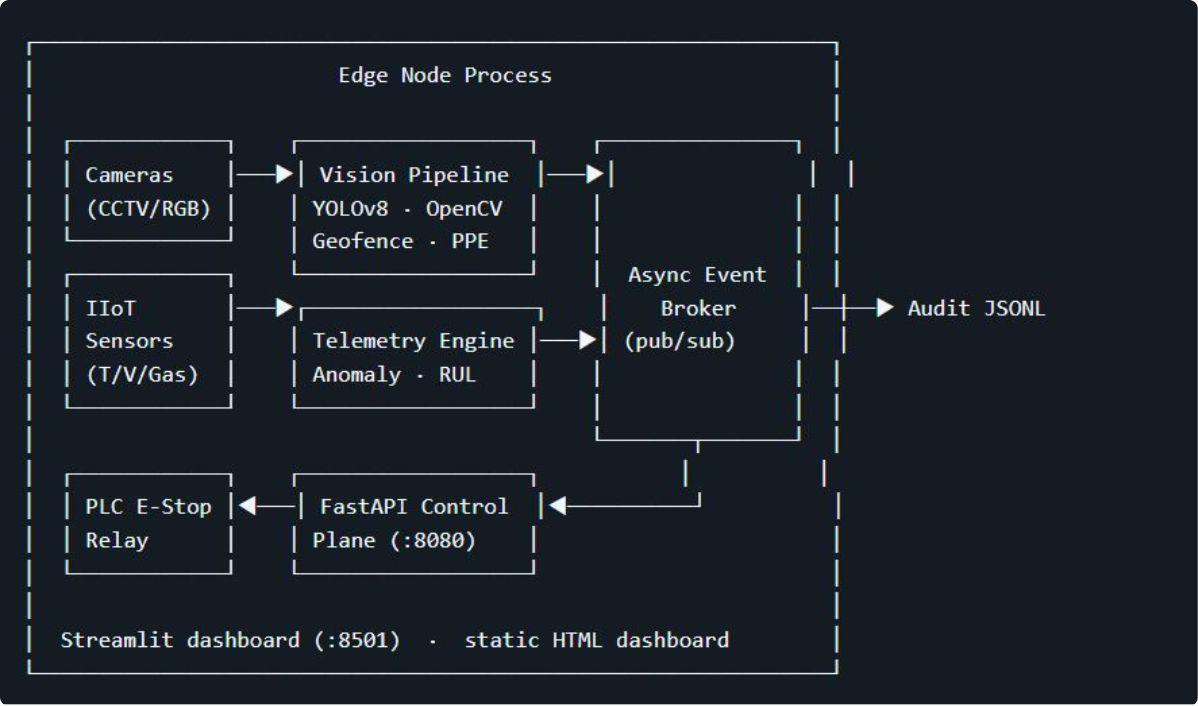 Edge Node Process
Cameras
(CCTV/RGB)
Vision Pipeline
YOLOv8 · OpenCV
Geofence · PPE
IIoT
Sensors
(T/V/Gas)
Telemetry Engine
Anomaly · RUL
Async Event
Broker
(pub/sub)
Audit JSONL
PLC E-Stop
Relay
FastAPI Control
Plane (:8080)
Streamlit dashboard (:8501) · static HTML dashboard